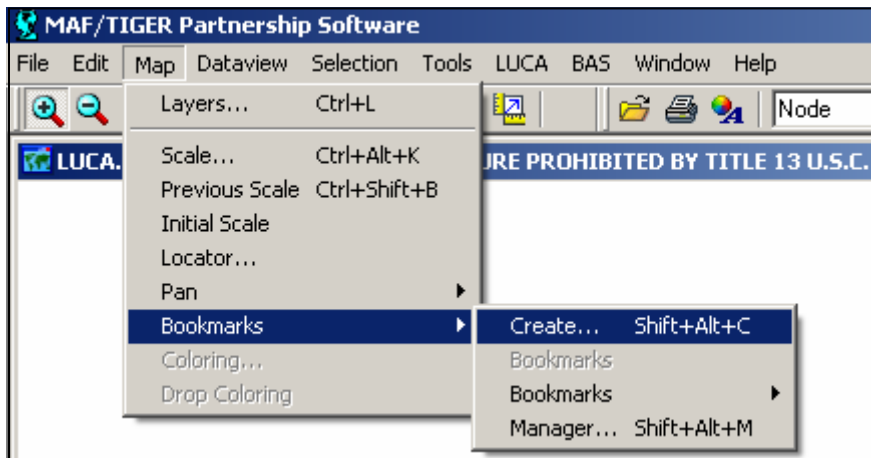 MAF/TIGER Partnership Software
File Edit Map Dataview Selection Tools LUCA BAS Window Help
Layers... Ctrl+L
Node
LUCA. URE PROHIBITED BY TITLE 13 U.S.C.
Scale... Ctrl+Alt+K
Previous Scale Ctrl+Shift+B
Initial Scale
Locator...
Pan
Bookmarks Create... Shift+Alt+C
Coloring... Bookmarks
Drop Coloring Bookmarks
Manager... Shift+Alt+M